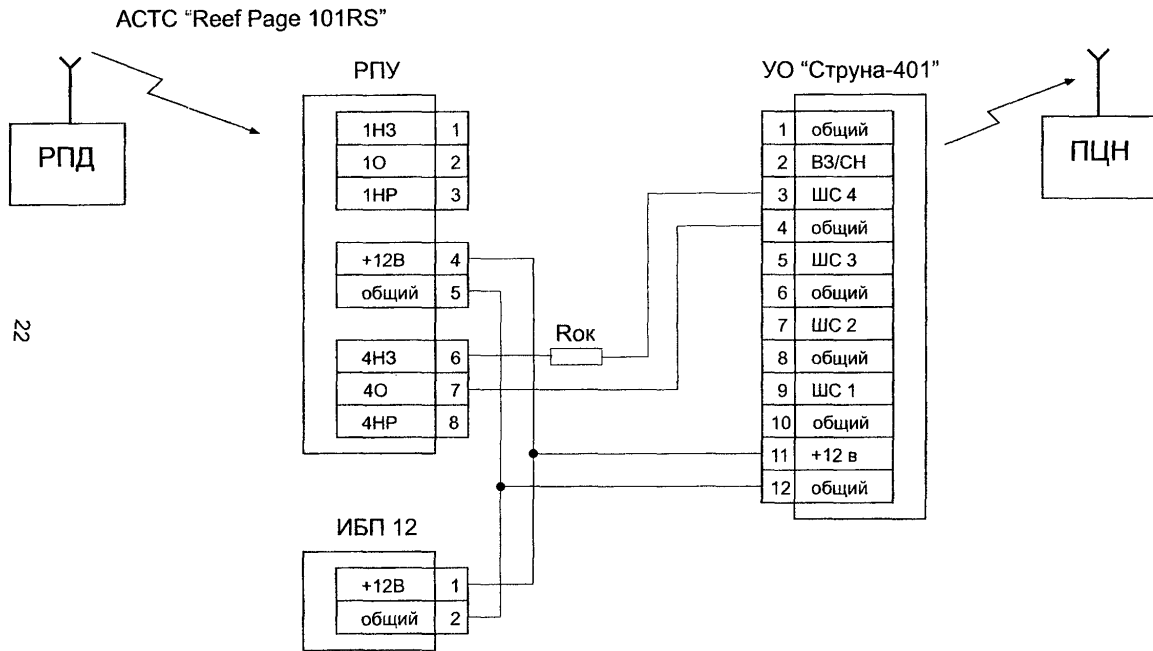 АСТС “Reef Page 101RS”
РПД
РПУ
1НЗ 1
1О 2
1НР 3
+12В 4
общий 5
4НЗ 6
4О 7
4НР 8
Rок
УО “Струна-401”
1 общий
2 ВЗ/СН
3 ШС 4
4 общий
5 ШС 3
6 общий
7 ШС 2
8 общий
9 ШС 1
10 общий
11 +12 в
12 общий
ПЦН
ИБП 12
+12В 1
общий 2
22